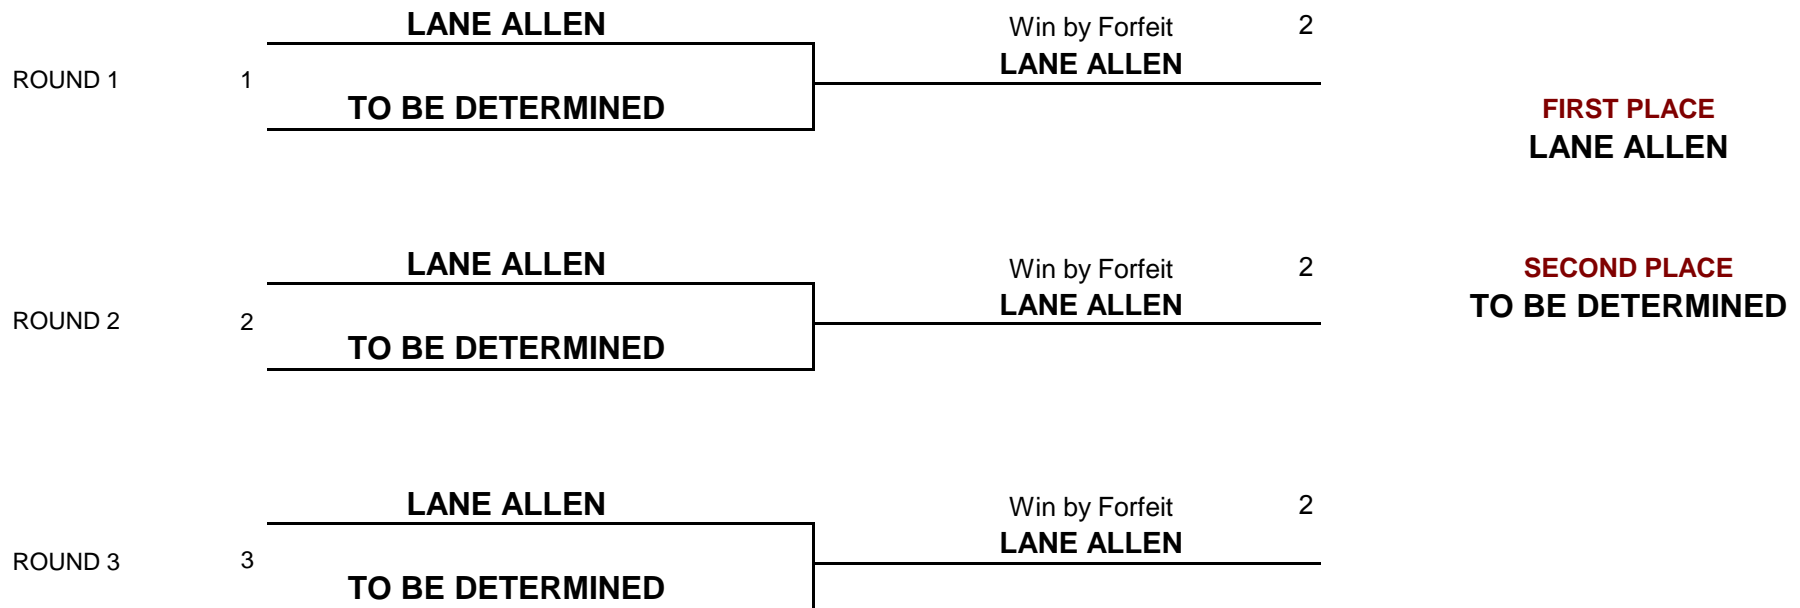 LANE ALLEN
Win by Forfeit 2
LANE ALLEN
ROUND 1 1
TO BE DETERMINED
FIRST PLACE
LANE ALLEN
LANE ALLEN
Win by Forfeit 2
SECOND PLACE
LANE ALLEN
TO BE DETERMINED
ROUND 2 2
TO BE DETERMINED
LANE ALLEN
Win by Forfeit 2
LANE ALLEN
ROUND 3 3
TO BE DETERMINED